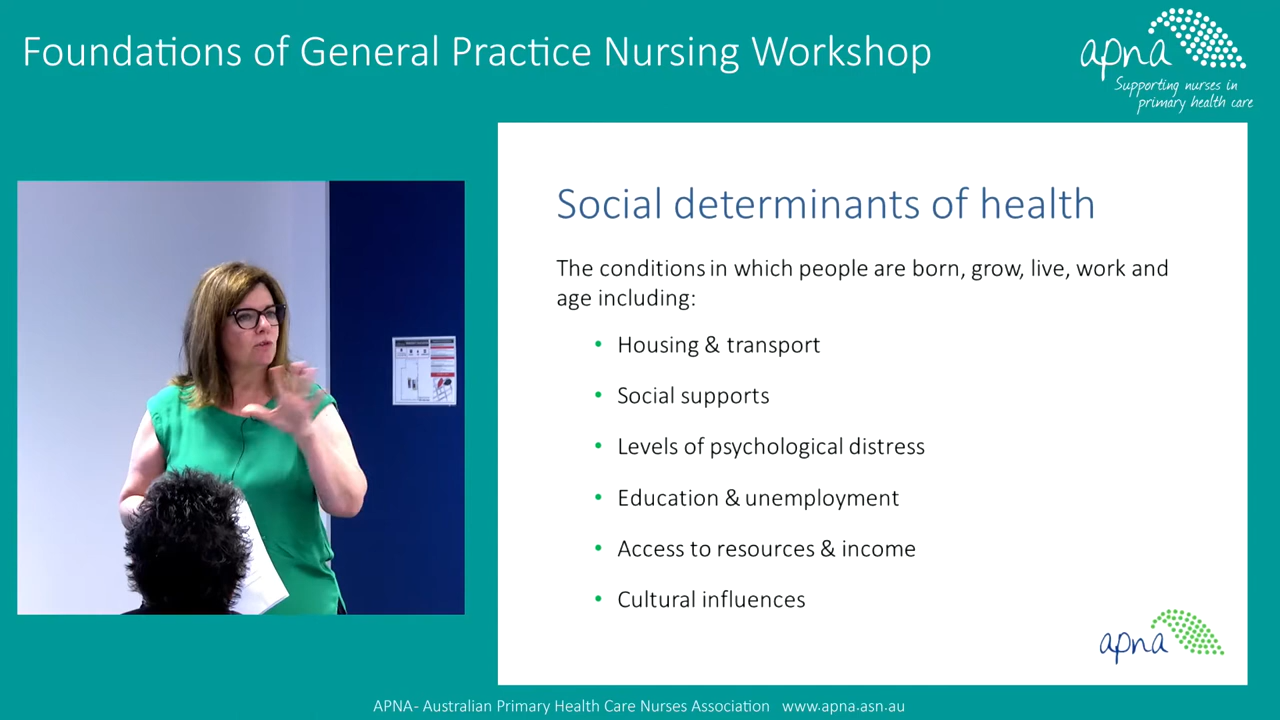 Foundations of General Practice Nursing Workshop
apna
Supporting nurses in
primary health care
Social determinants of health
The conditions in which people are born, grow, live, work and
age including:
• Housing & transport
• Social supports
• Levels of psychological distress
• Education & unemployment
• Access to resources & income
• Cultural influences
apna
APNA- Australian Primary Health Care Nurses Association www.apna.asn.au